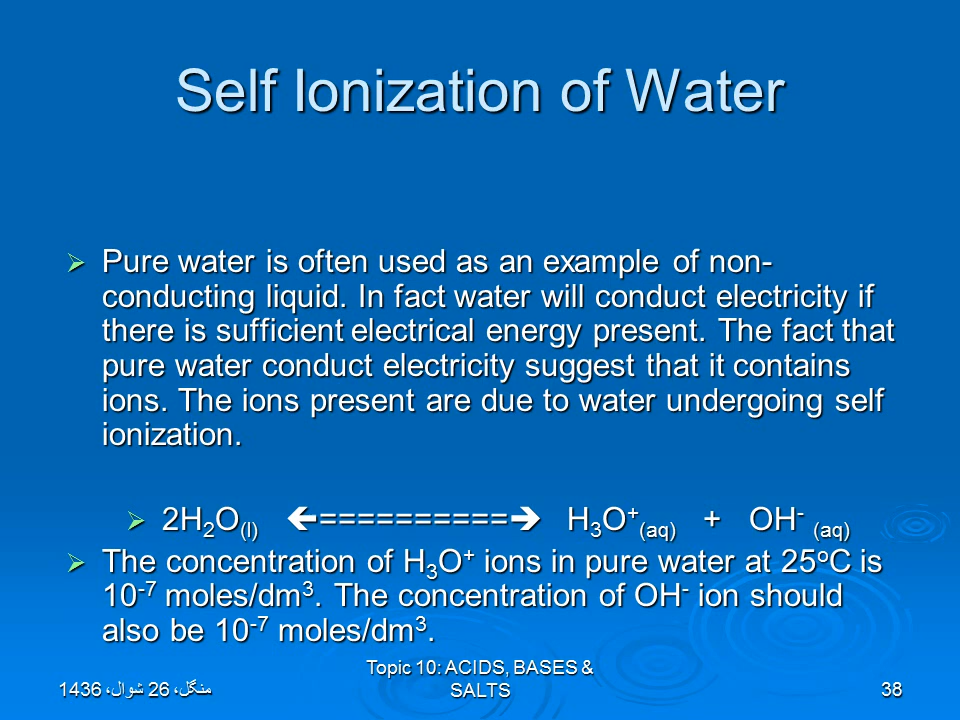 Self Ionization of Water
➢ Pure water is often used as an example of non-
conducting liquid. In fact water will conduct electricity if
there is sufficient electrical energy present. The fact that
pure water conduct electricity suggest that it contains
ions. The ions present are due to water undergoing self
ionization.
➢ 2H₂O(l) 🡸==========🡺 H₃O⁺(aq) + OH⁻ (aq)
➢ The concentration of H₃O⁺ ions in pure water at 25ᵒC is
10⁻⁷ moles/dm³. The concentration of OH⁻ ion should
also be 10⁻⁷ moles/dm³.
منگل، 26 شوال، 1436
Topic 10: ACIDS, BASES &
SALTS
38